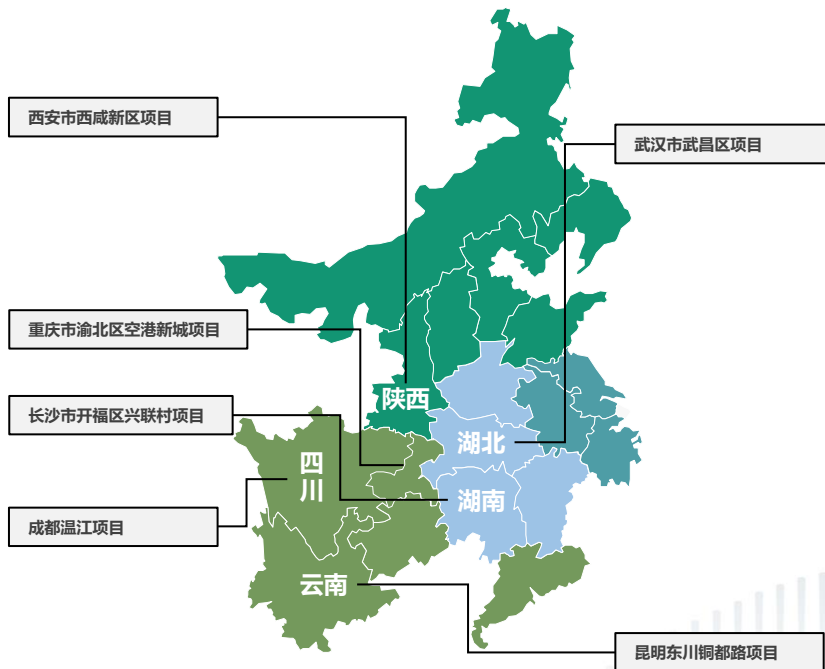 西安市西咸新区项目
武汉市武昌区项目
重庆市渝北区空港新城项目
陕西
长沙市开福区兴联村项目
湖北
四川
湖南
成都温江项目
云南
昆明东川铜都路项目